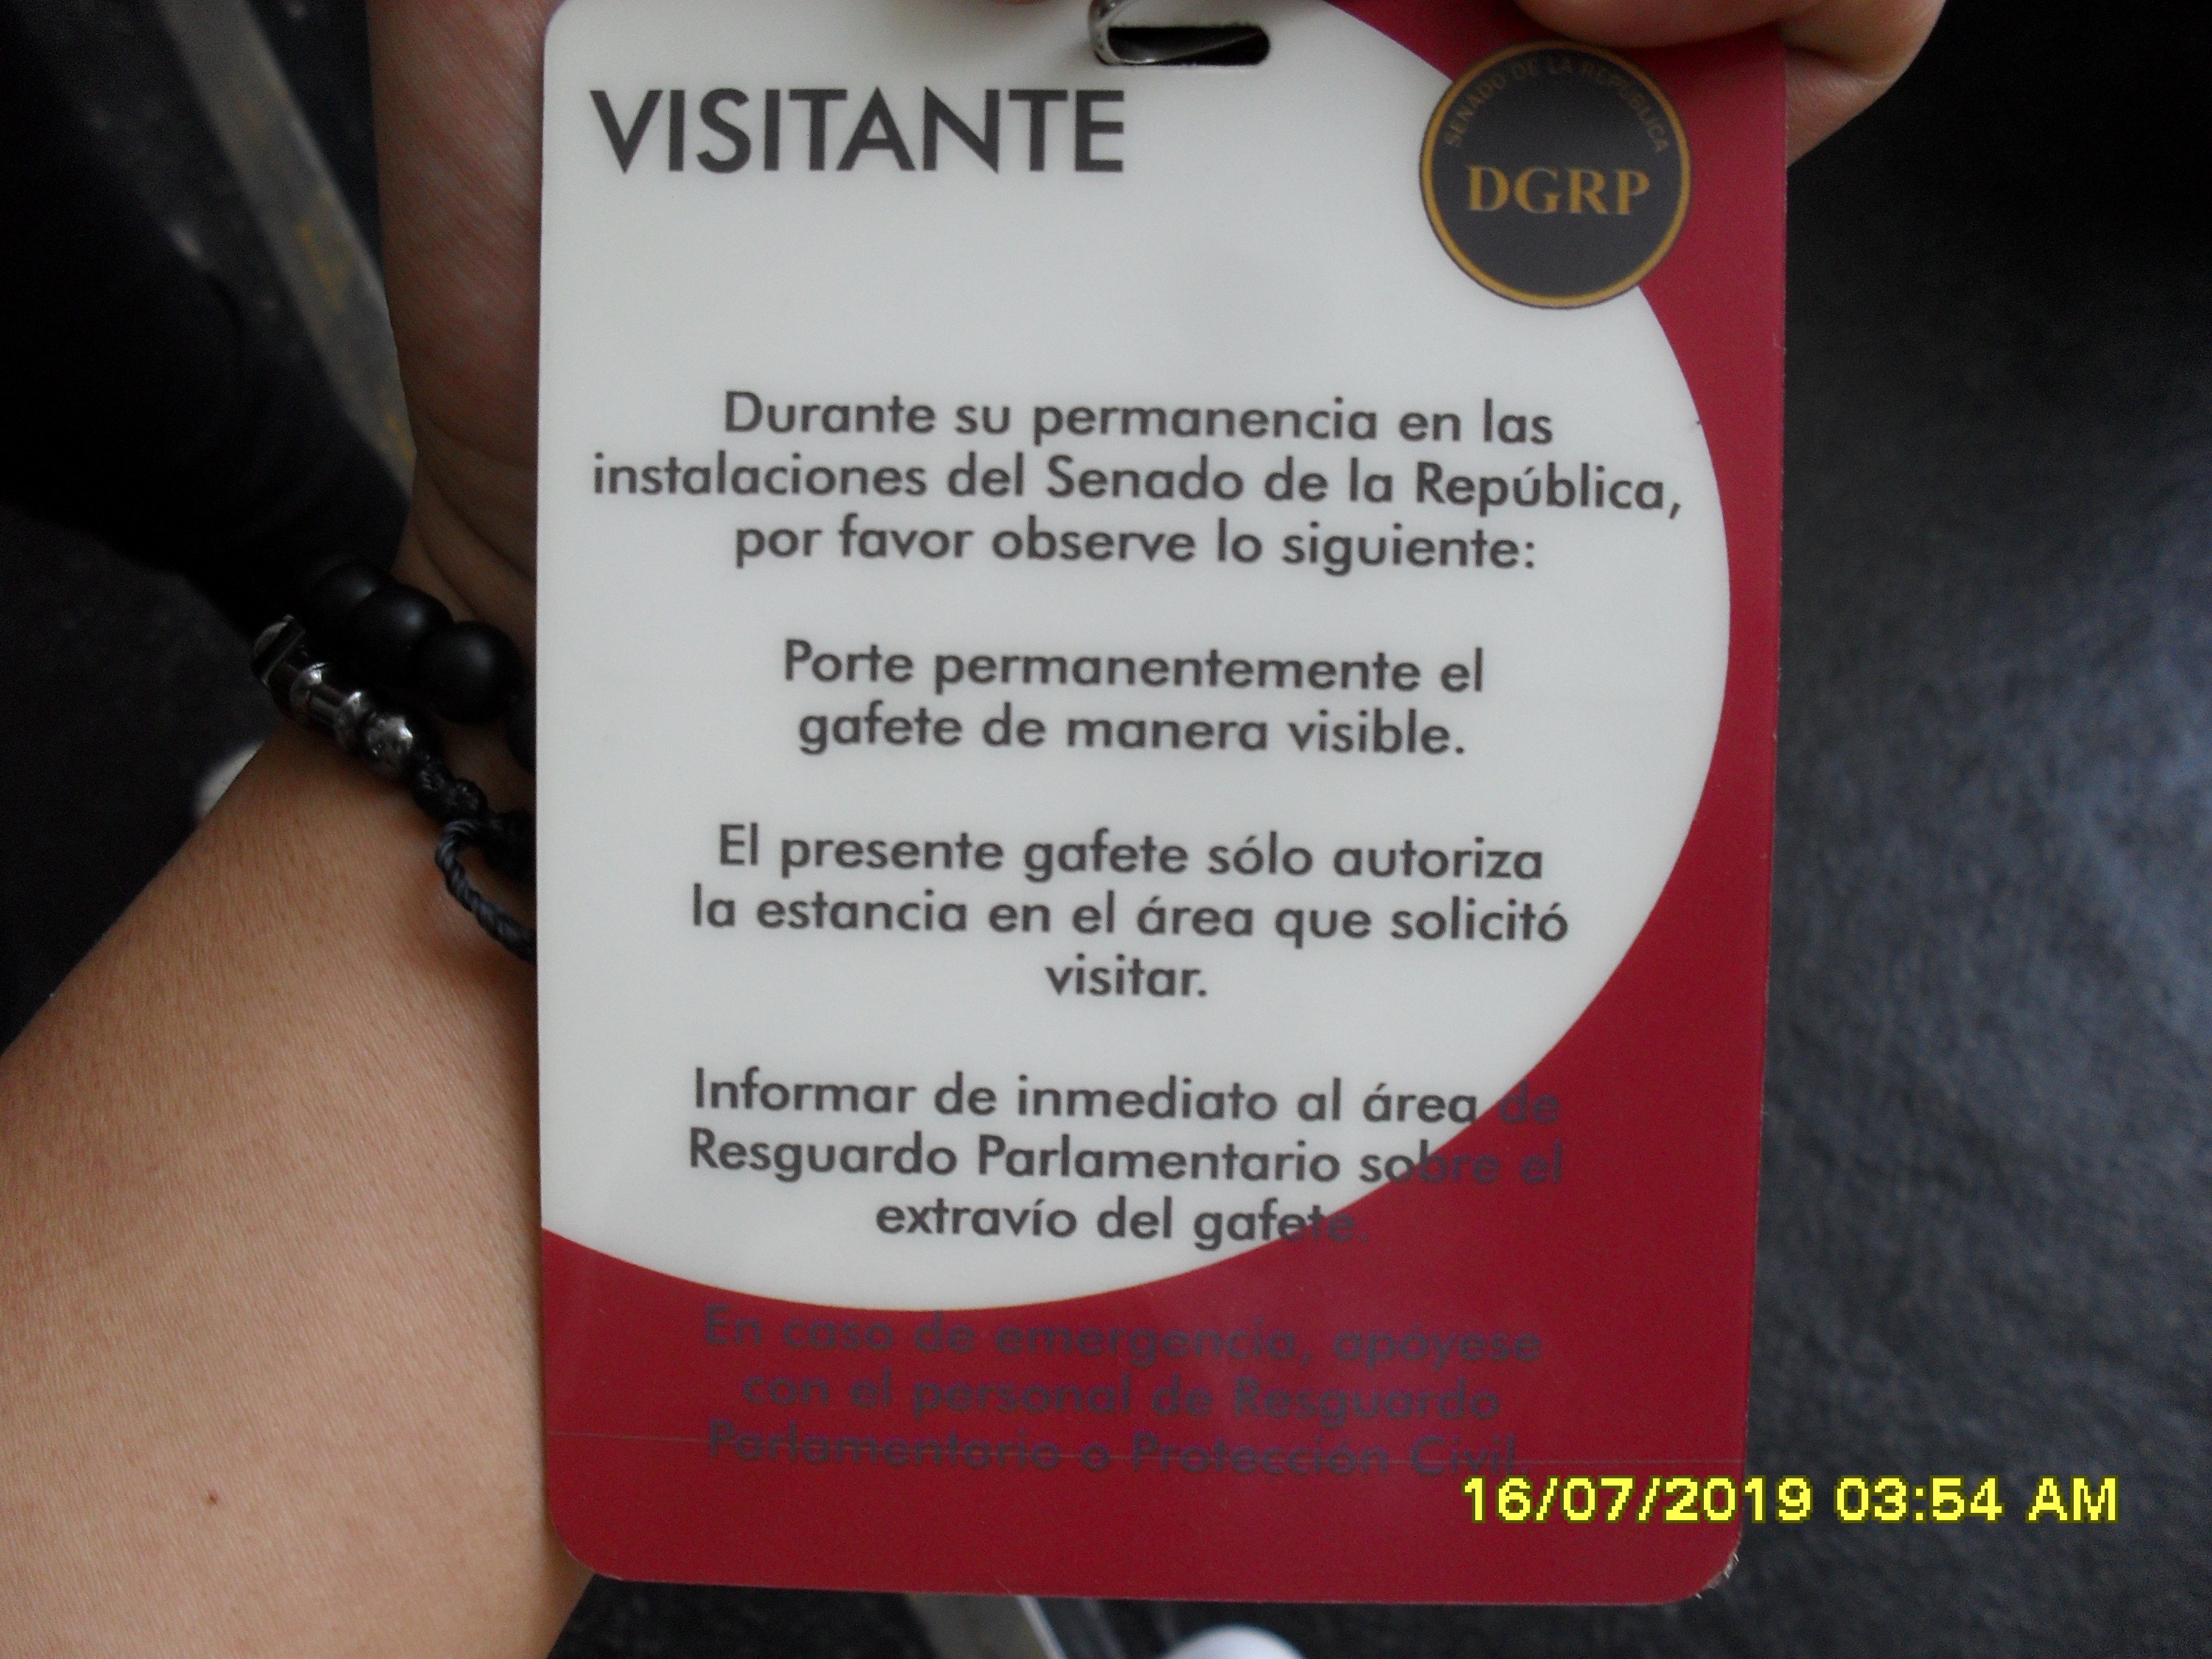 VISITANTE
SENADO DE LA REPÚBLICA
DGRP
Durante su permanencia en las
instalaciones del Senado de la República,
por favor observe lo siguiente:
Porte permanentemente el
gafete de manera visible.
El presente gafete sólo autoriza
la estancia en el área que solicitó
visitar.
Informar de inmediato al área de
Resguardo Parlamentario sobre el
extravío del gafete.
En caso de emergencia, apóyese
con el personal de Resguardo
Parlamentario o Protección Civil.
16/07/2019 03:54 AM